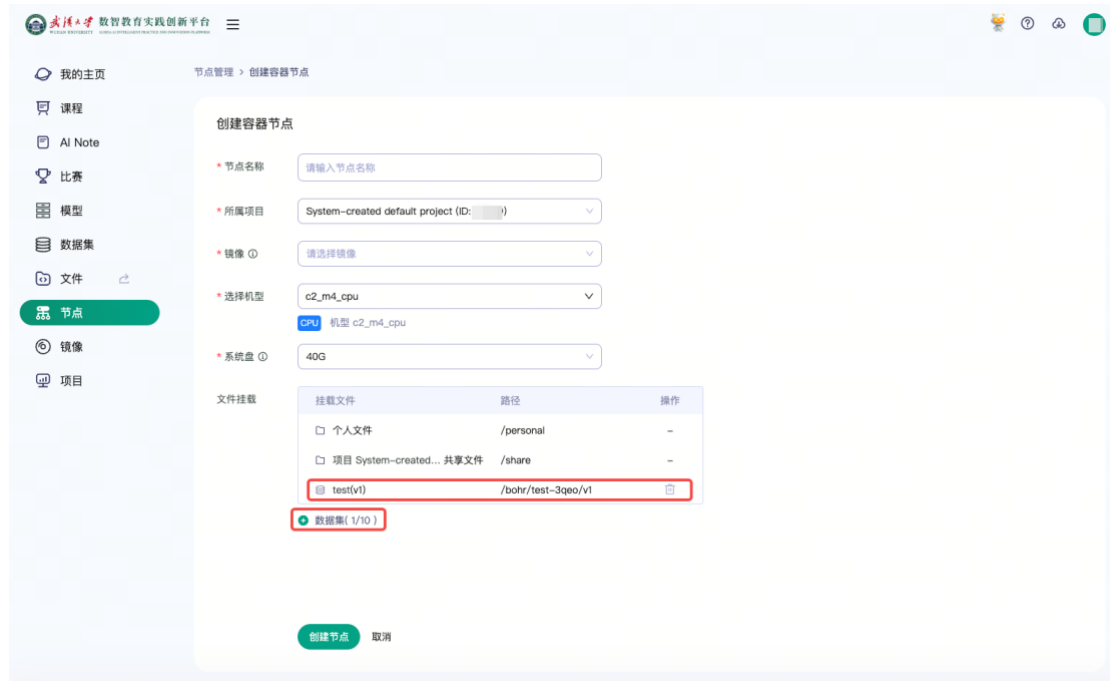 武汉大学 数智教育实践创新平台
WUHAN UNIVERSITY
我的主页
课程
AI Note
比赛
模型
数据集
文件
节点
镜像
项目
节点管理 > 创建容器节点
创建容器节点
* 节点名称 请输入节点名称
* 所属项目 System-created default project (ID: )
* 镜像 请选择镜像
* 选择机型 c2_m4_cpu
CPU 机型 c2_m4_cpu
* 系统盘 40G
文件挂载 挂载文件 路径 操作
个人文件 /personal –
项目 System-created... 共享文件 /share –
test(v1) /bohr/test-3qeo/v1
数据集( 1/10 )
创建节点 取消